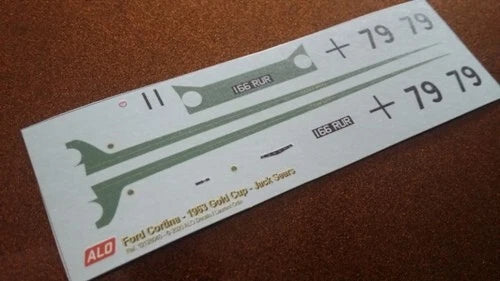 11
166 RUR
79 79
166 RUR
79 79
ALO
Ford Cortina - 1963 Gold Cup - Jack Sears